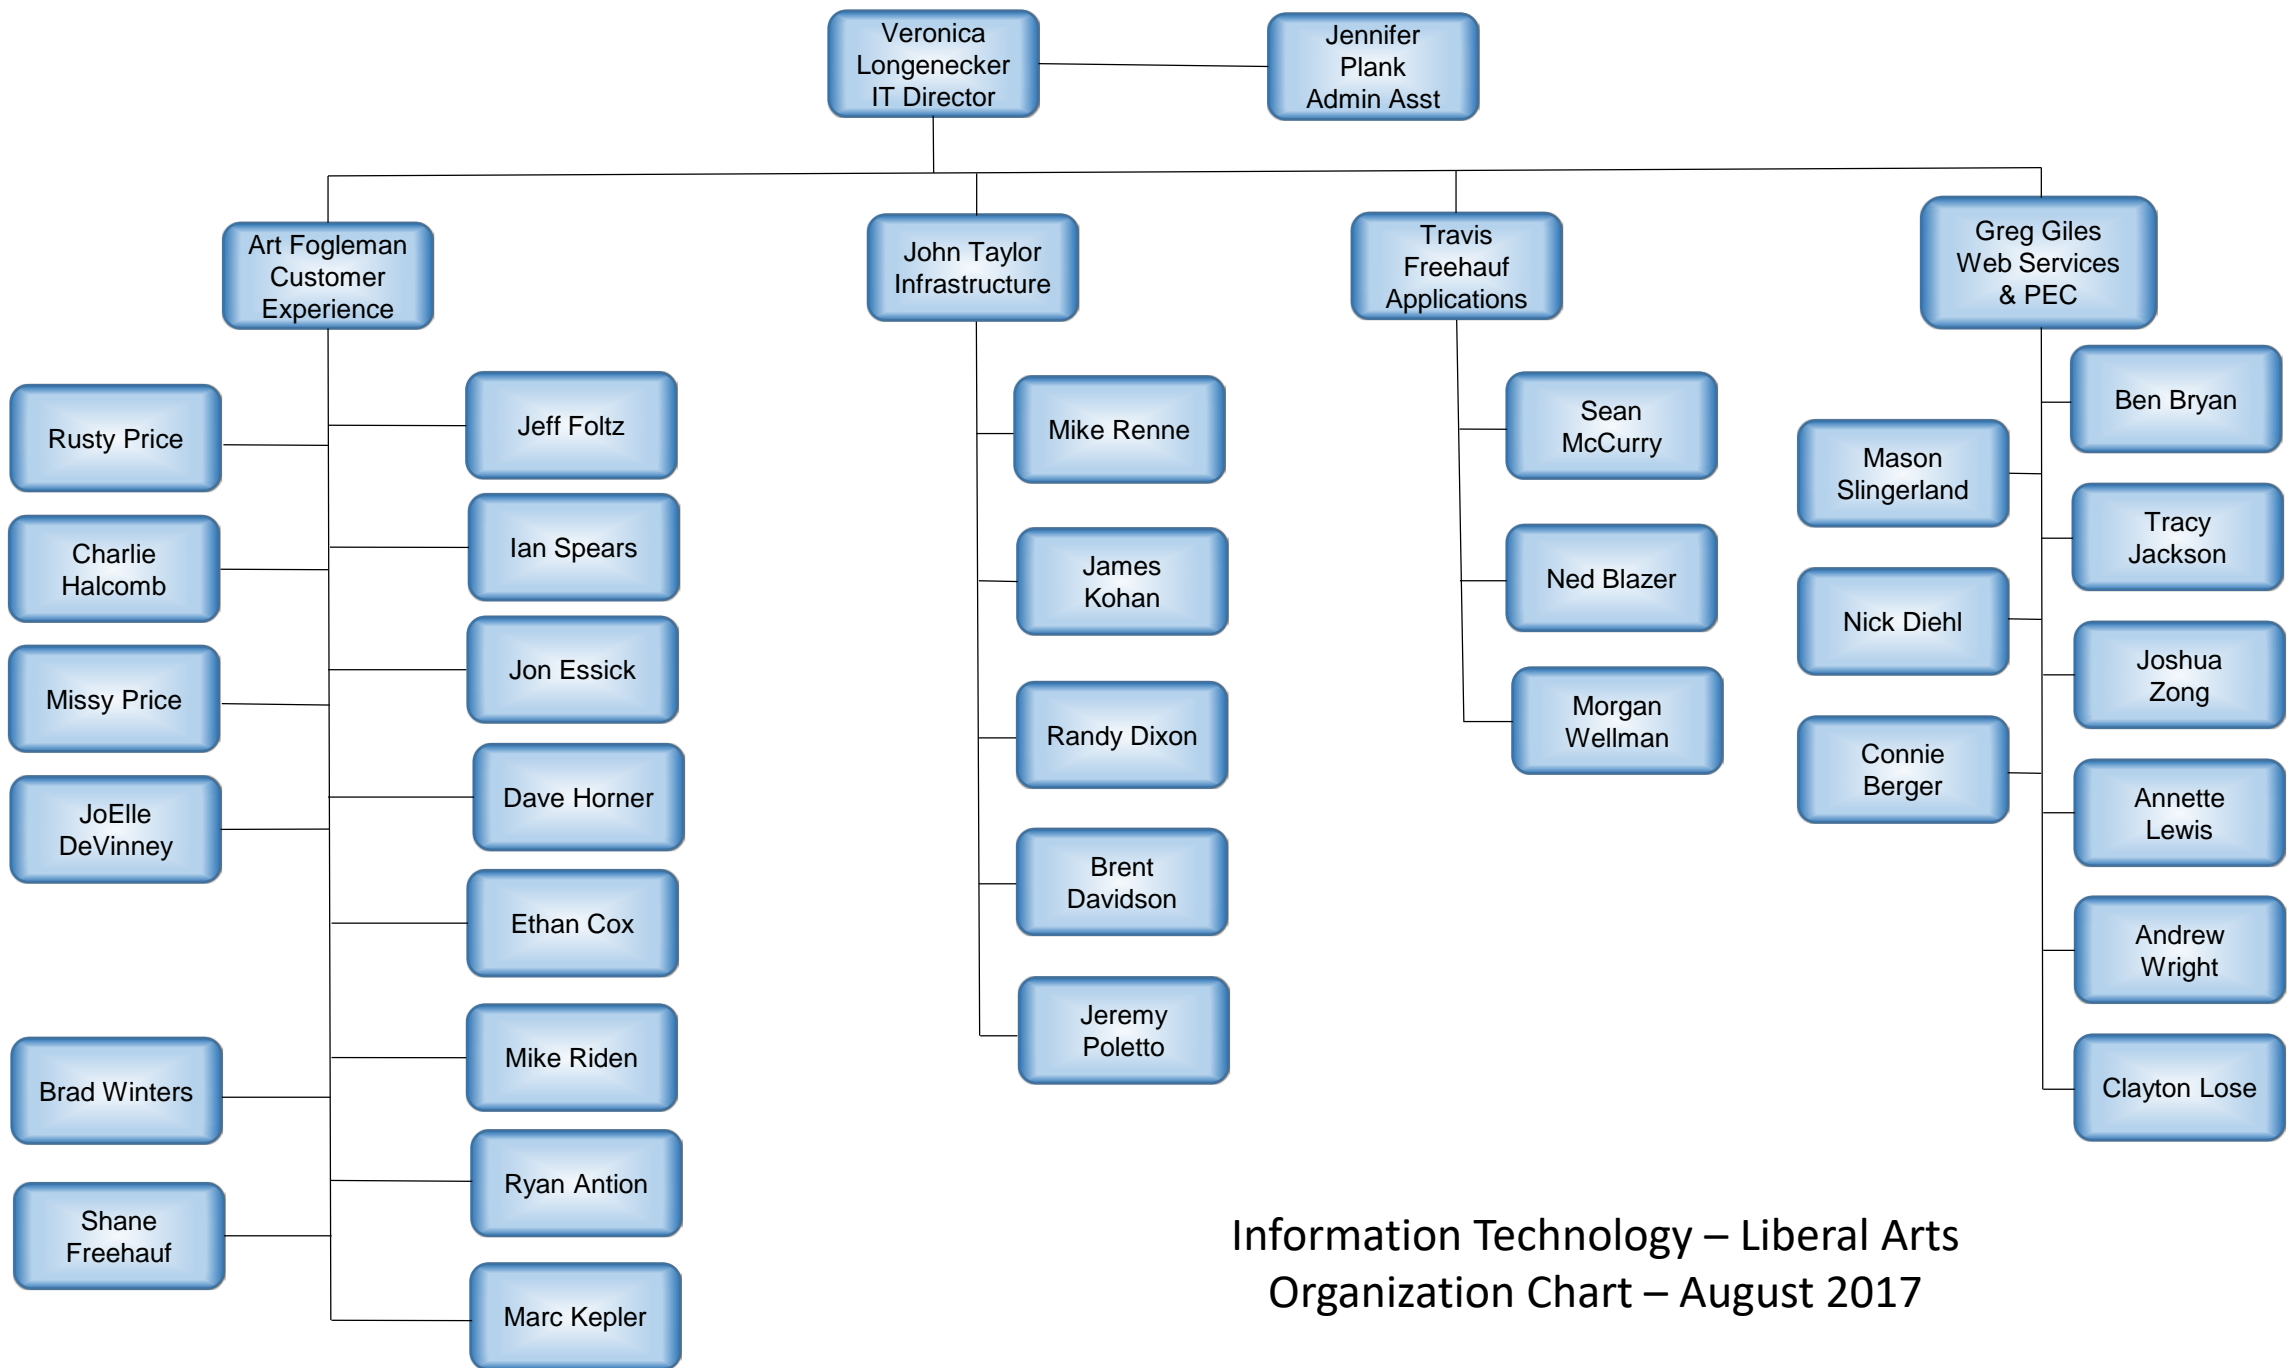 Veronica
Longenecker
IT Director
Jennifer
Plank
Admin Asst
Art Fogleman
Customer
Experience
John Taylor
Infrastructure
Travis
Freehauf
Applications
Greg Giles
Web Services
& PEC
Rusty Price
Charlie
Halcomb
Missy Price
JoElle
DeVinney
Brad Winters
Shane
Freehauf
Jeff Foltz
Ian Spears
Jon Essick
Dave Horner
Ethan Cox
Mike Riden
Ryan Antion
Marc Kepler
Mike Renne
James
Kohan
Randy Dixon
Brent
Davidson
Jeremy
Poletto
Sean
McCurry
Ned Blazer
Morgan
Wellman
Mason
Slingerland
Nick Diehl
Connie
Berger
Ben Bryan
Tracy
Jackson
Joshua
Zong
Annette
Lewis
Andrew
Wright
Clayton Lose
Information Technology – Liberal Arts
Organization Chart – August 2017